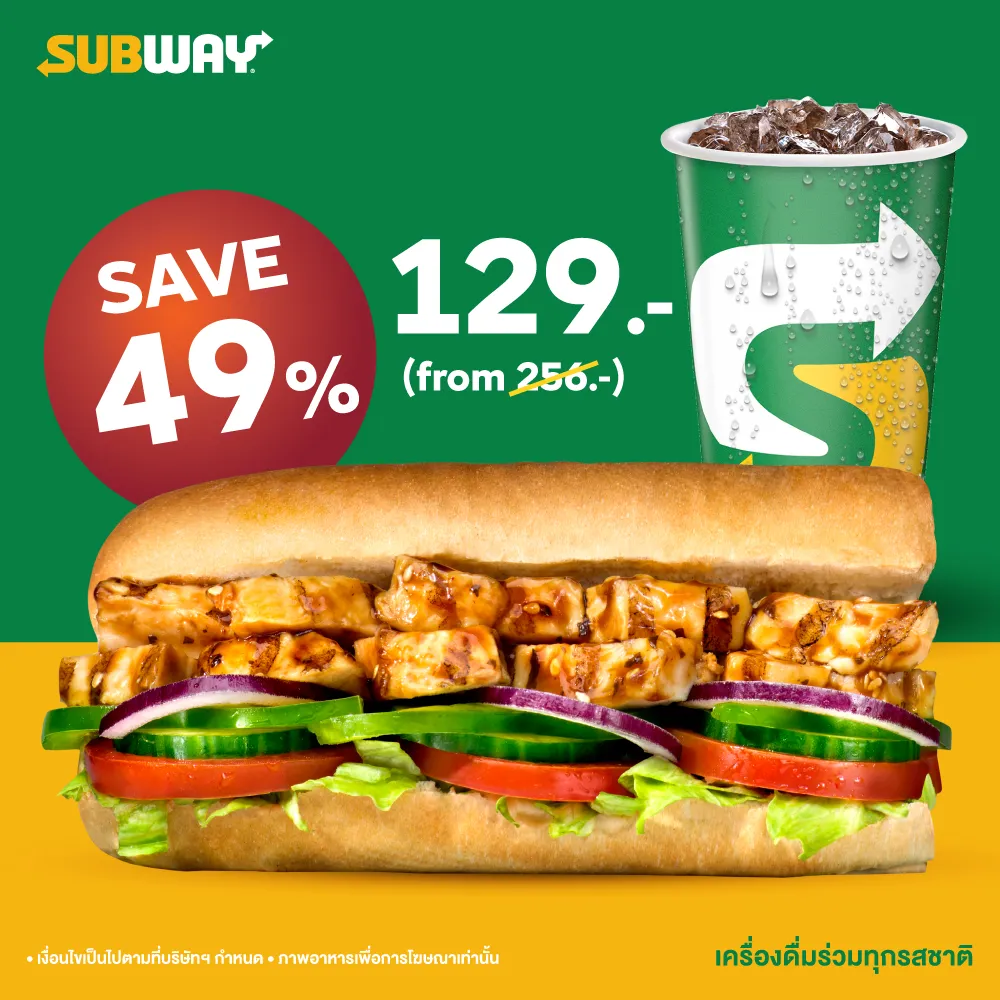 SUBWAY®
SAVE
49%
129.-
(from 256.-)
• เงื่อนไขเป็นไปตามที่บริษัทฯ กำหนด • ภาพอาหารเพื่อการโฆษณาเท่านั้น
เครื่องดื่มร่วมทุกรสชาติ